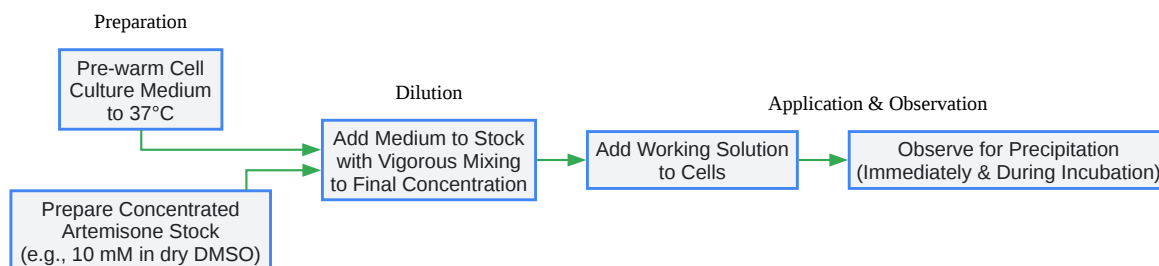 Preparation
Pre-warm Cell
Culture Medium
to 37°C
Prepare Concentrated
Artemisone Stock
(e.g., 10 mM in dry DMSO)
Dilution
Add Medium to Stock
with Vigorous Mixing
to Final Concentration
Application & Observation
Add Working Solution
to Cells
Observe for Precipitation
(Immediately & During Incubation)